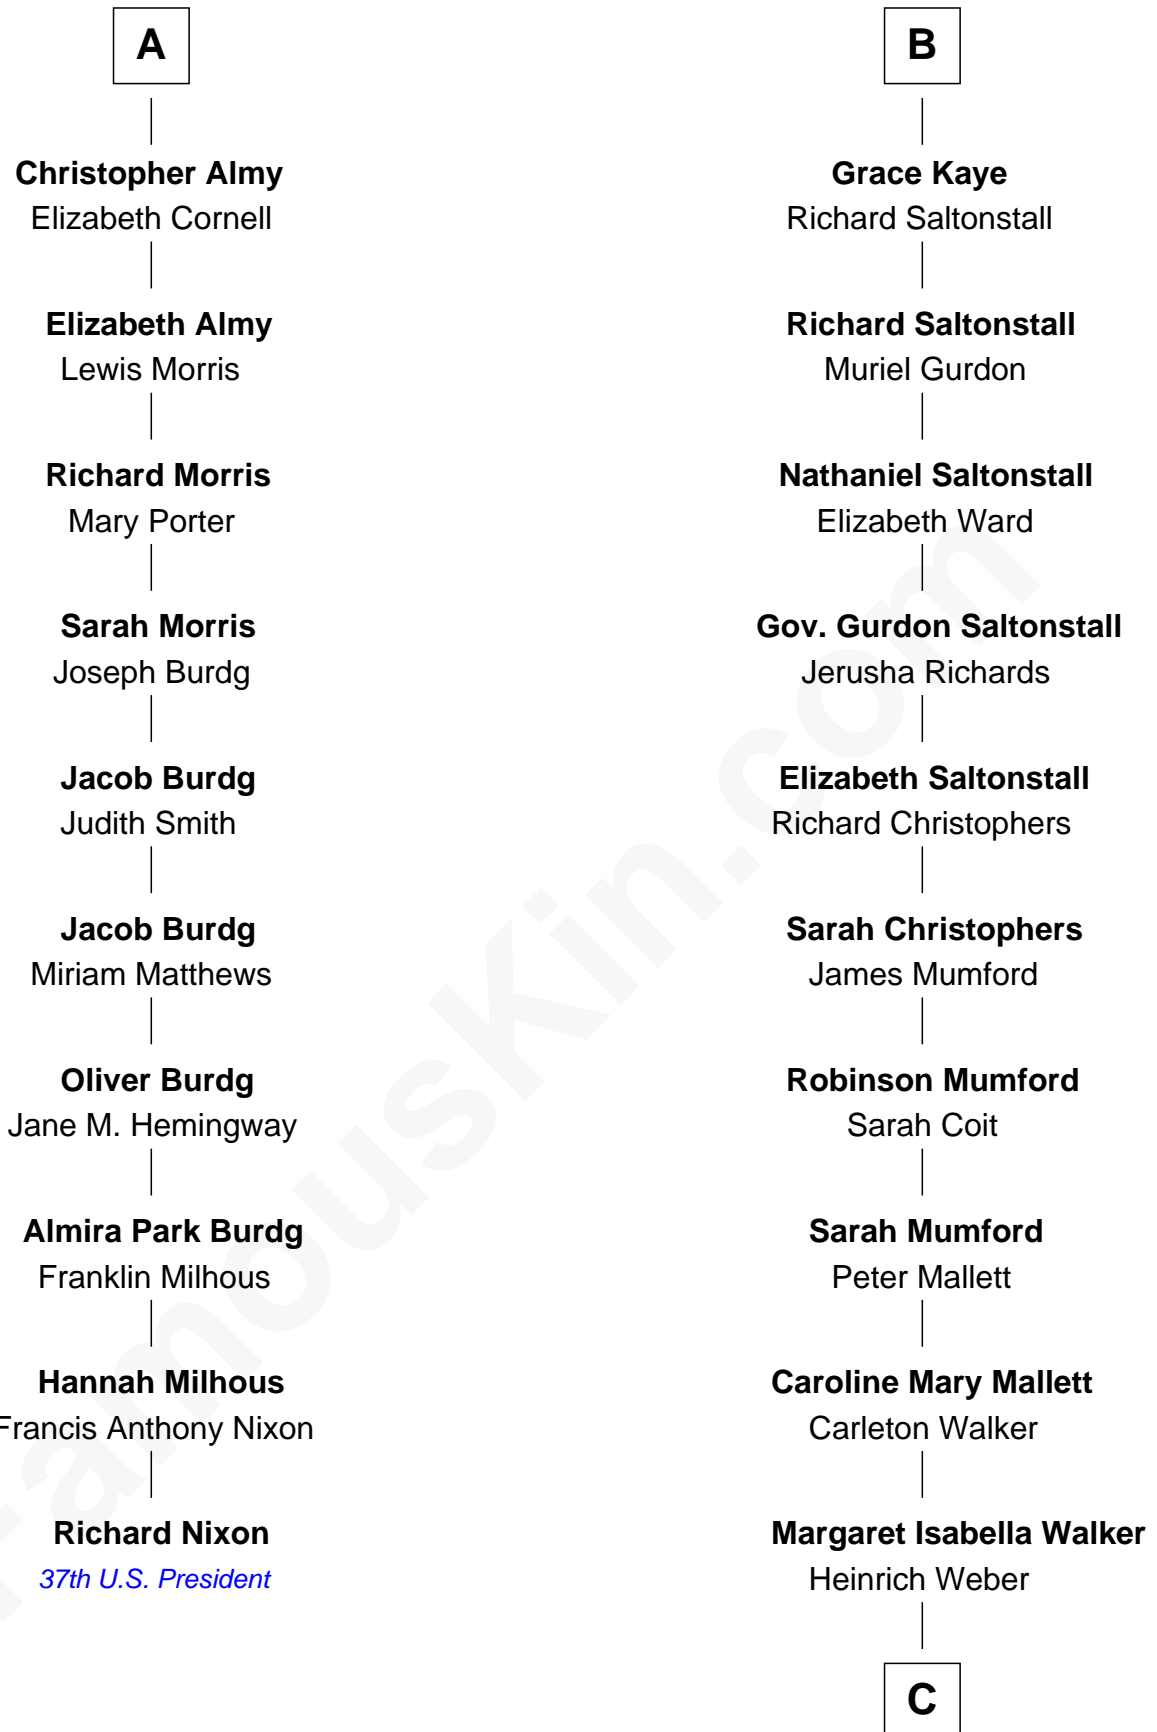 A
Christopher Almy
Elizabeth Cornell
Elizabeth Almy
Lewis Morris
Richard Morris
Mary Porter
Sarah Morris
Joseph Burdg
Jacob Burdg
Judith Smith
Jacob Burdg
Miriam Matthews
Oliver Burdg
Jane M. Hemingway
Almira Park Burdg
Franklin Milhous
Hannah Milhous
Francis Anthony Nixon
Richard Nixon
37th U.S. President
B
Grace Kaye
Richard Saltonstall
Richard Saltonstall
Muriel Gurdon
Nathaniel Saltonstall
Elizabeth Ward
Gov. Gurdon Saltonstall
Jerusha Richards
Elizabeth Saltonstall
Richard Christophers
Sarah Christophers
James Mumford
Robinson Mumford
Sarah Coit
Sarah Mumford
Peter Mallett
Caroline Mary Mallett
Carleton Walker
Margaret Isabella Walker
Heinrich Weber
C
FamousKin.com